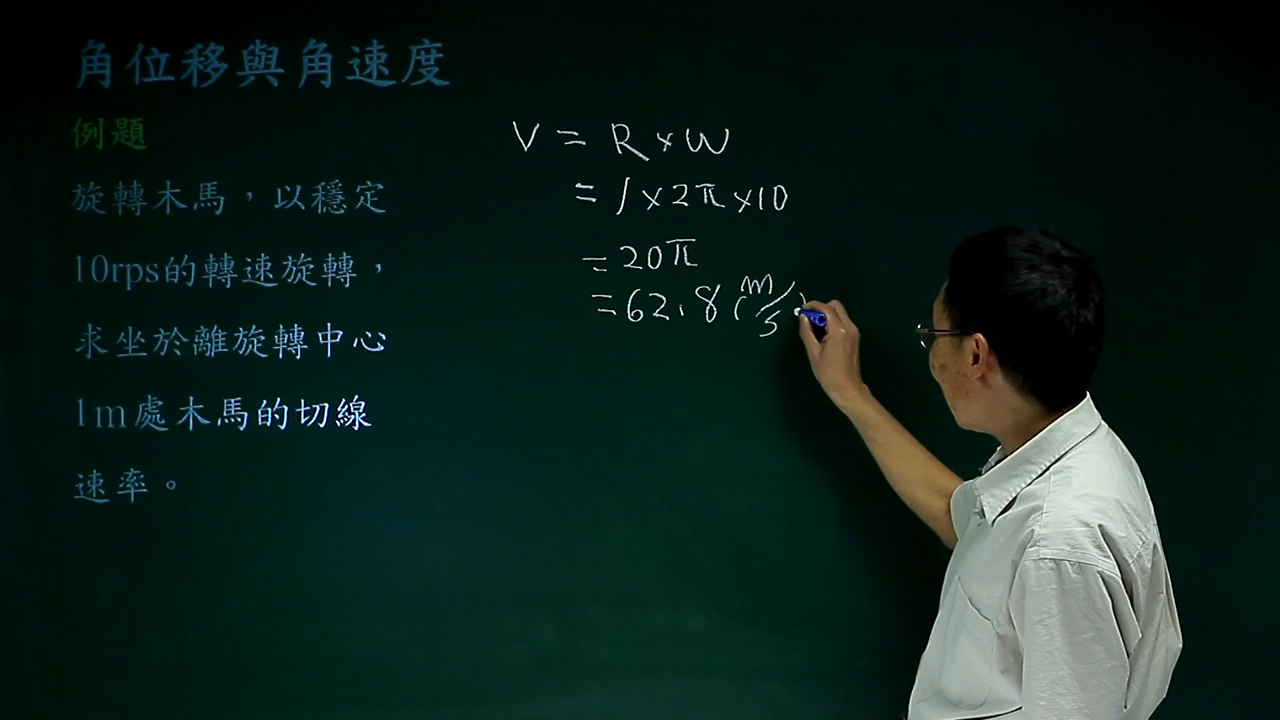 角位移與角速度
例題
旋轉木馬，以穩定
10rps的轉速旋轉，
求坐於離旋轉中心
1m處木馬的切線
速率。
V = R×W
= 1×2π×10
= 20π
= 62.8 (m/s)